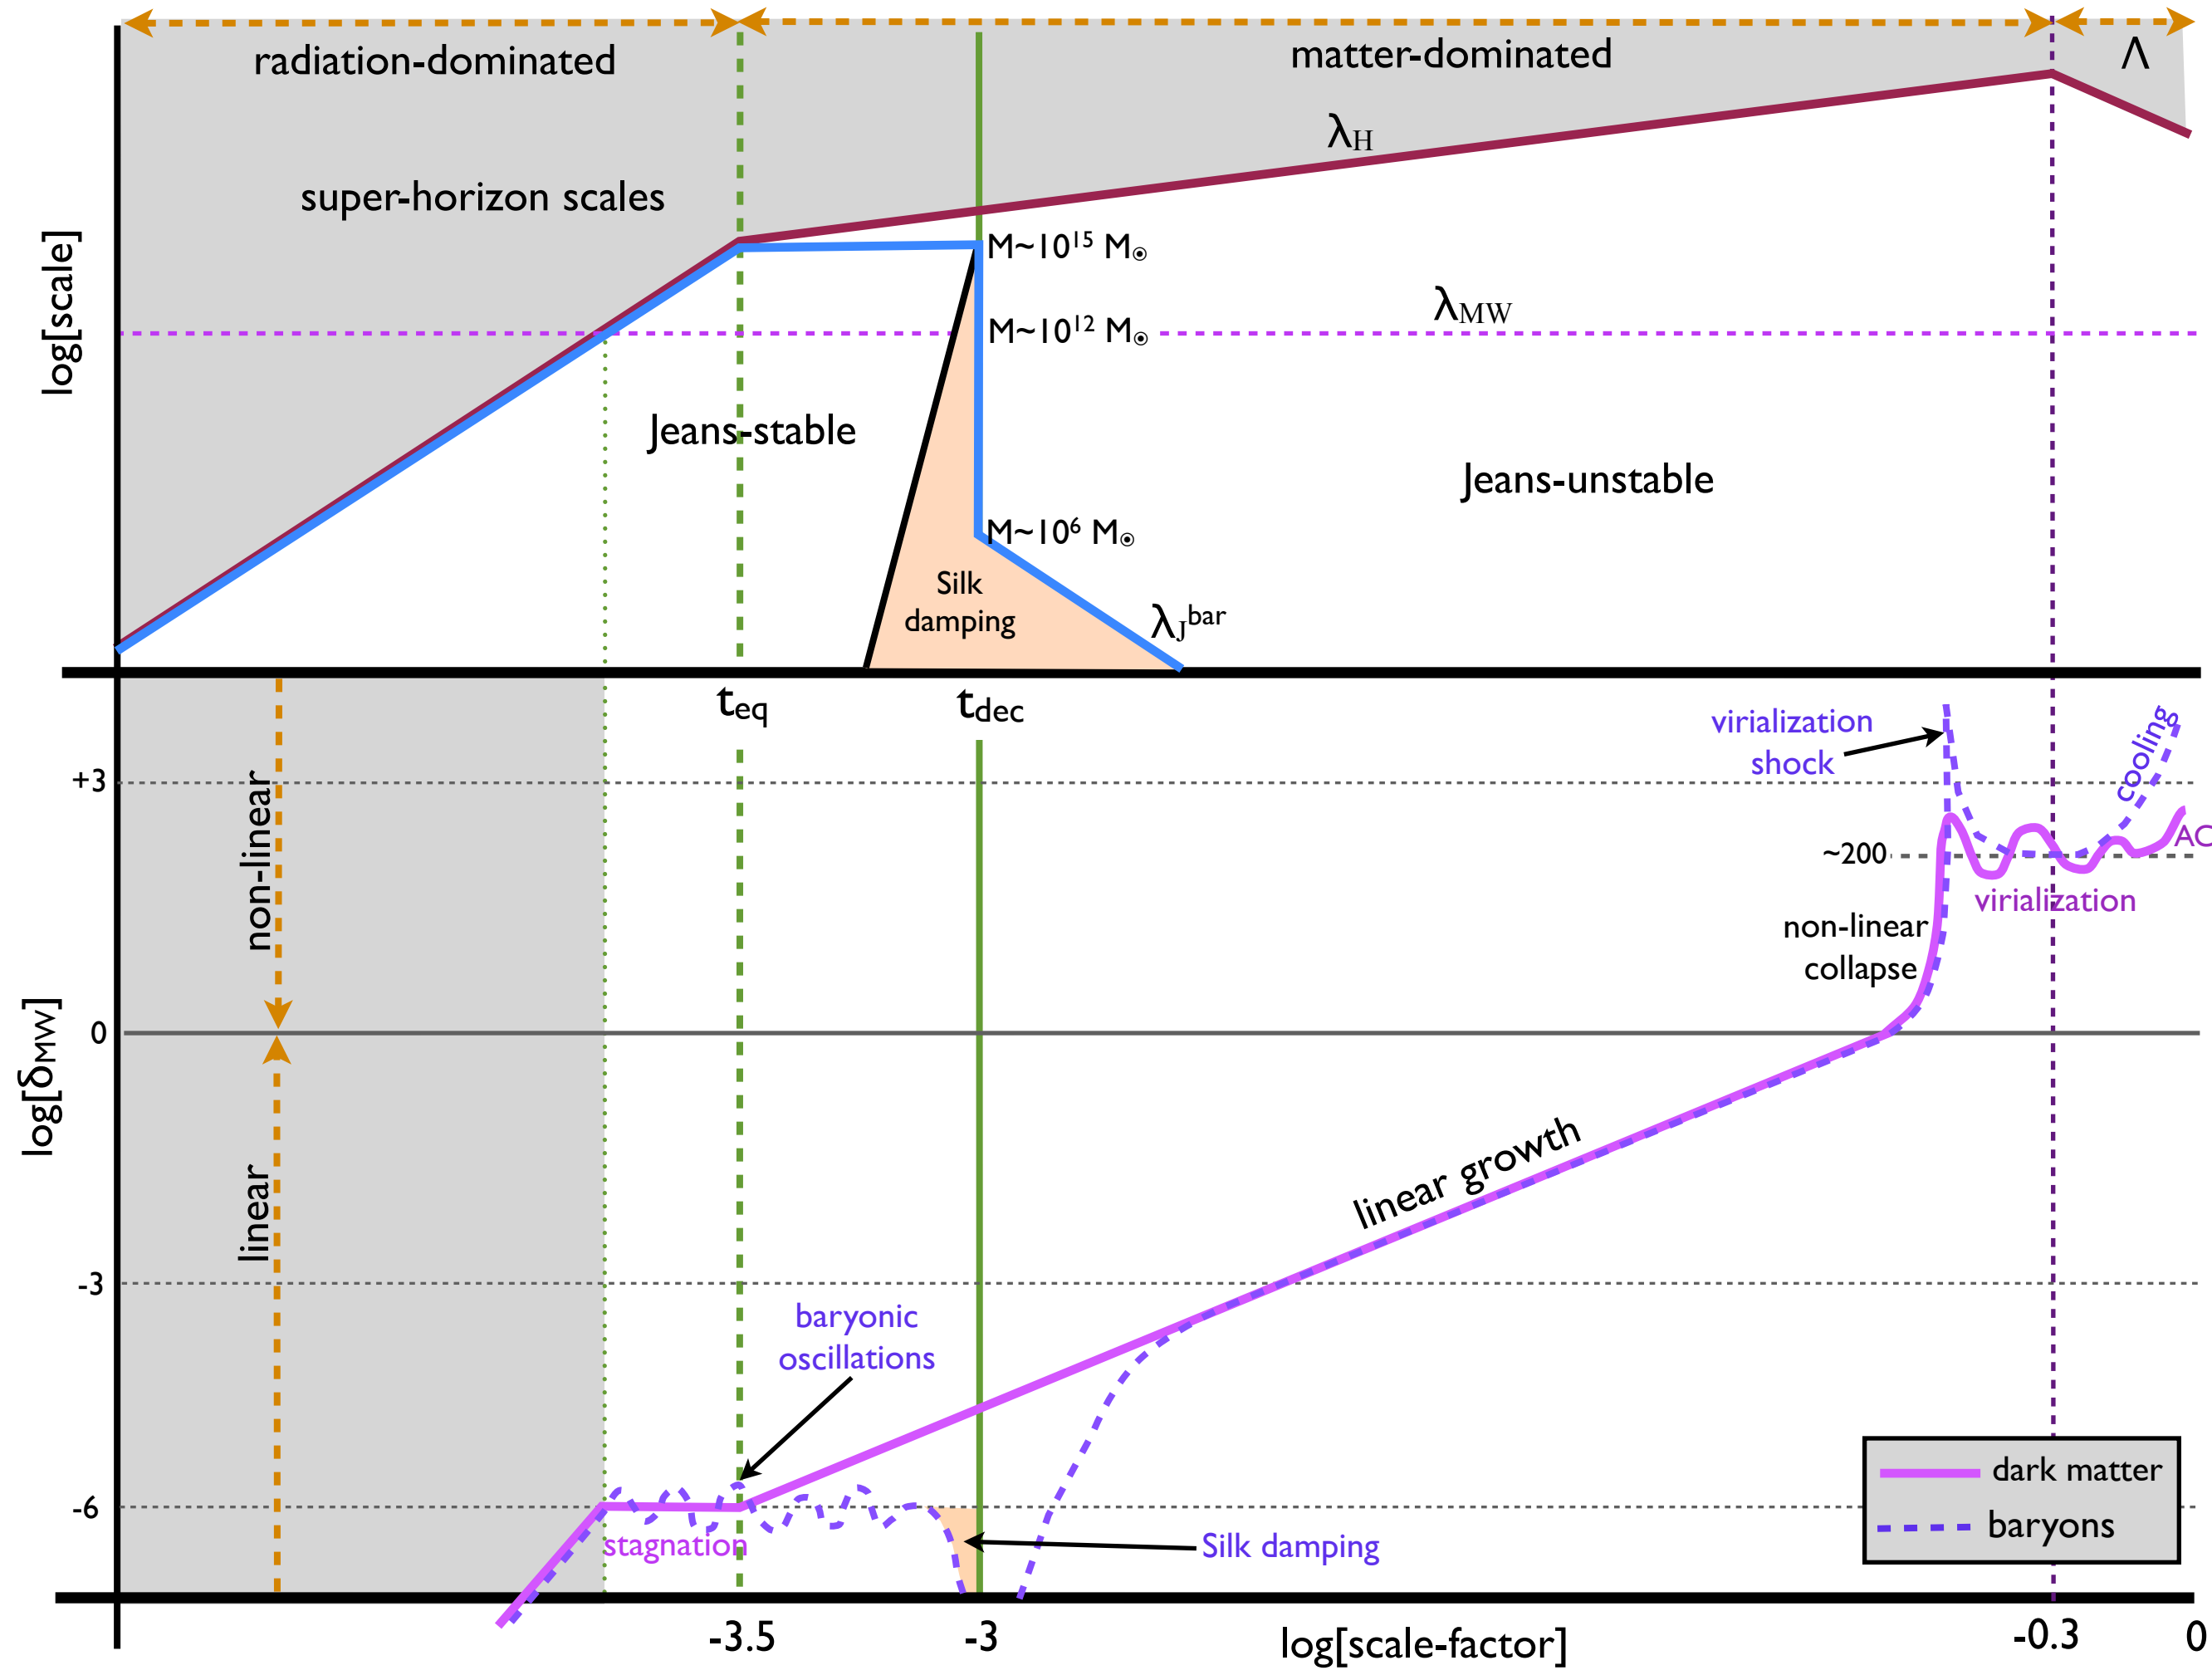 radiation-dominated
matter-dominated
Λ
λH
super-horizon scales
log[scale]
M~10¹⁵ M☉
λMW
M~10¹² M☉
Jeans-stable
Jeans-unstable
M~10⁶ M☉
Silk
damping
λJbar
teq
tdec
virialization
shock
cooling
+3
non-linear
~200
AC
virialization
non-linear
collapse
0
log[δMW]
linear
linear growth
-3
baryonic
oscillations
dark matter
-6
baryons
stagnation
Silk damping
-3.5
-3
log[scale-factor]
-0.3
0